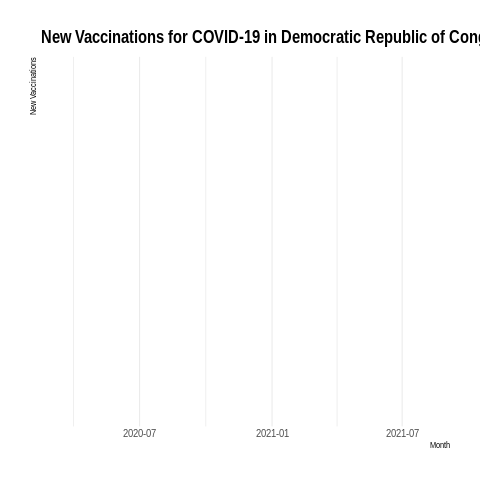 New Vaccinations for COVID-19 in Democratic Republic of Cong
New Vaccinations
2020-07 2021-01 2021-07
Month